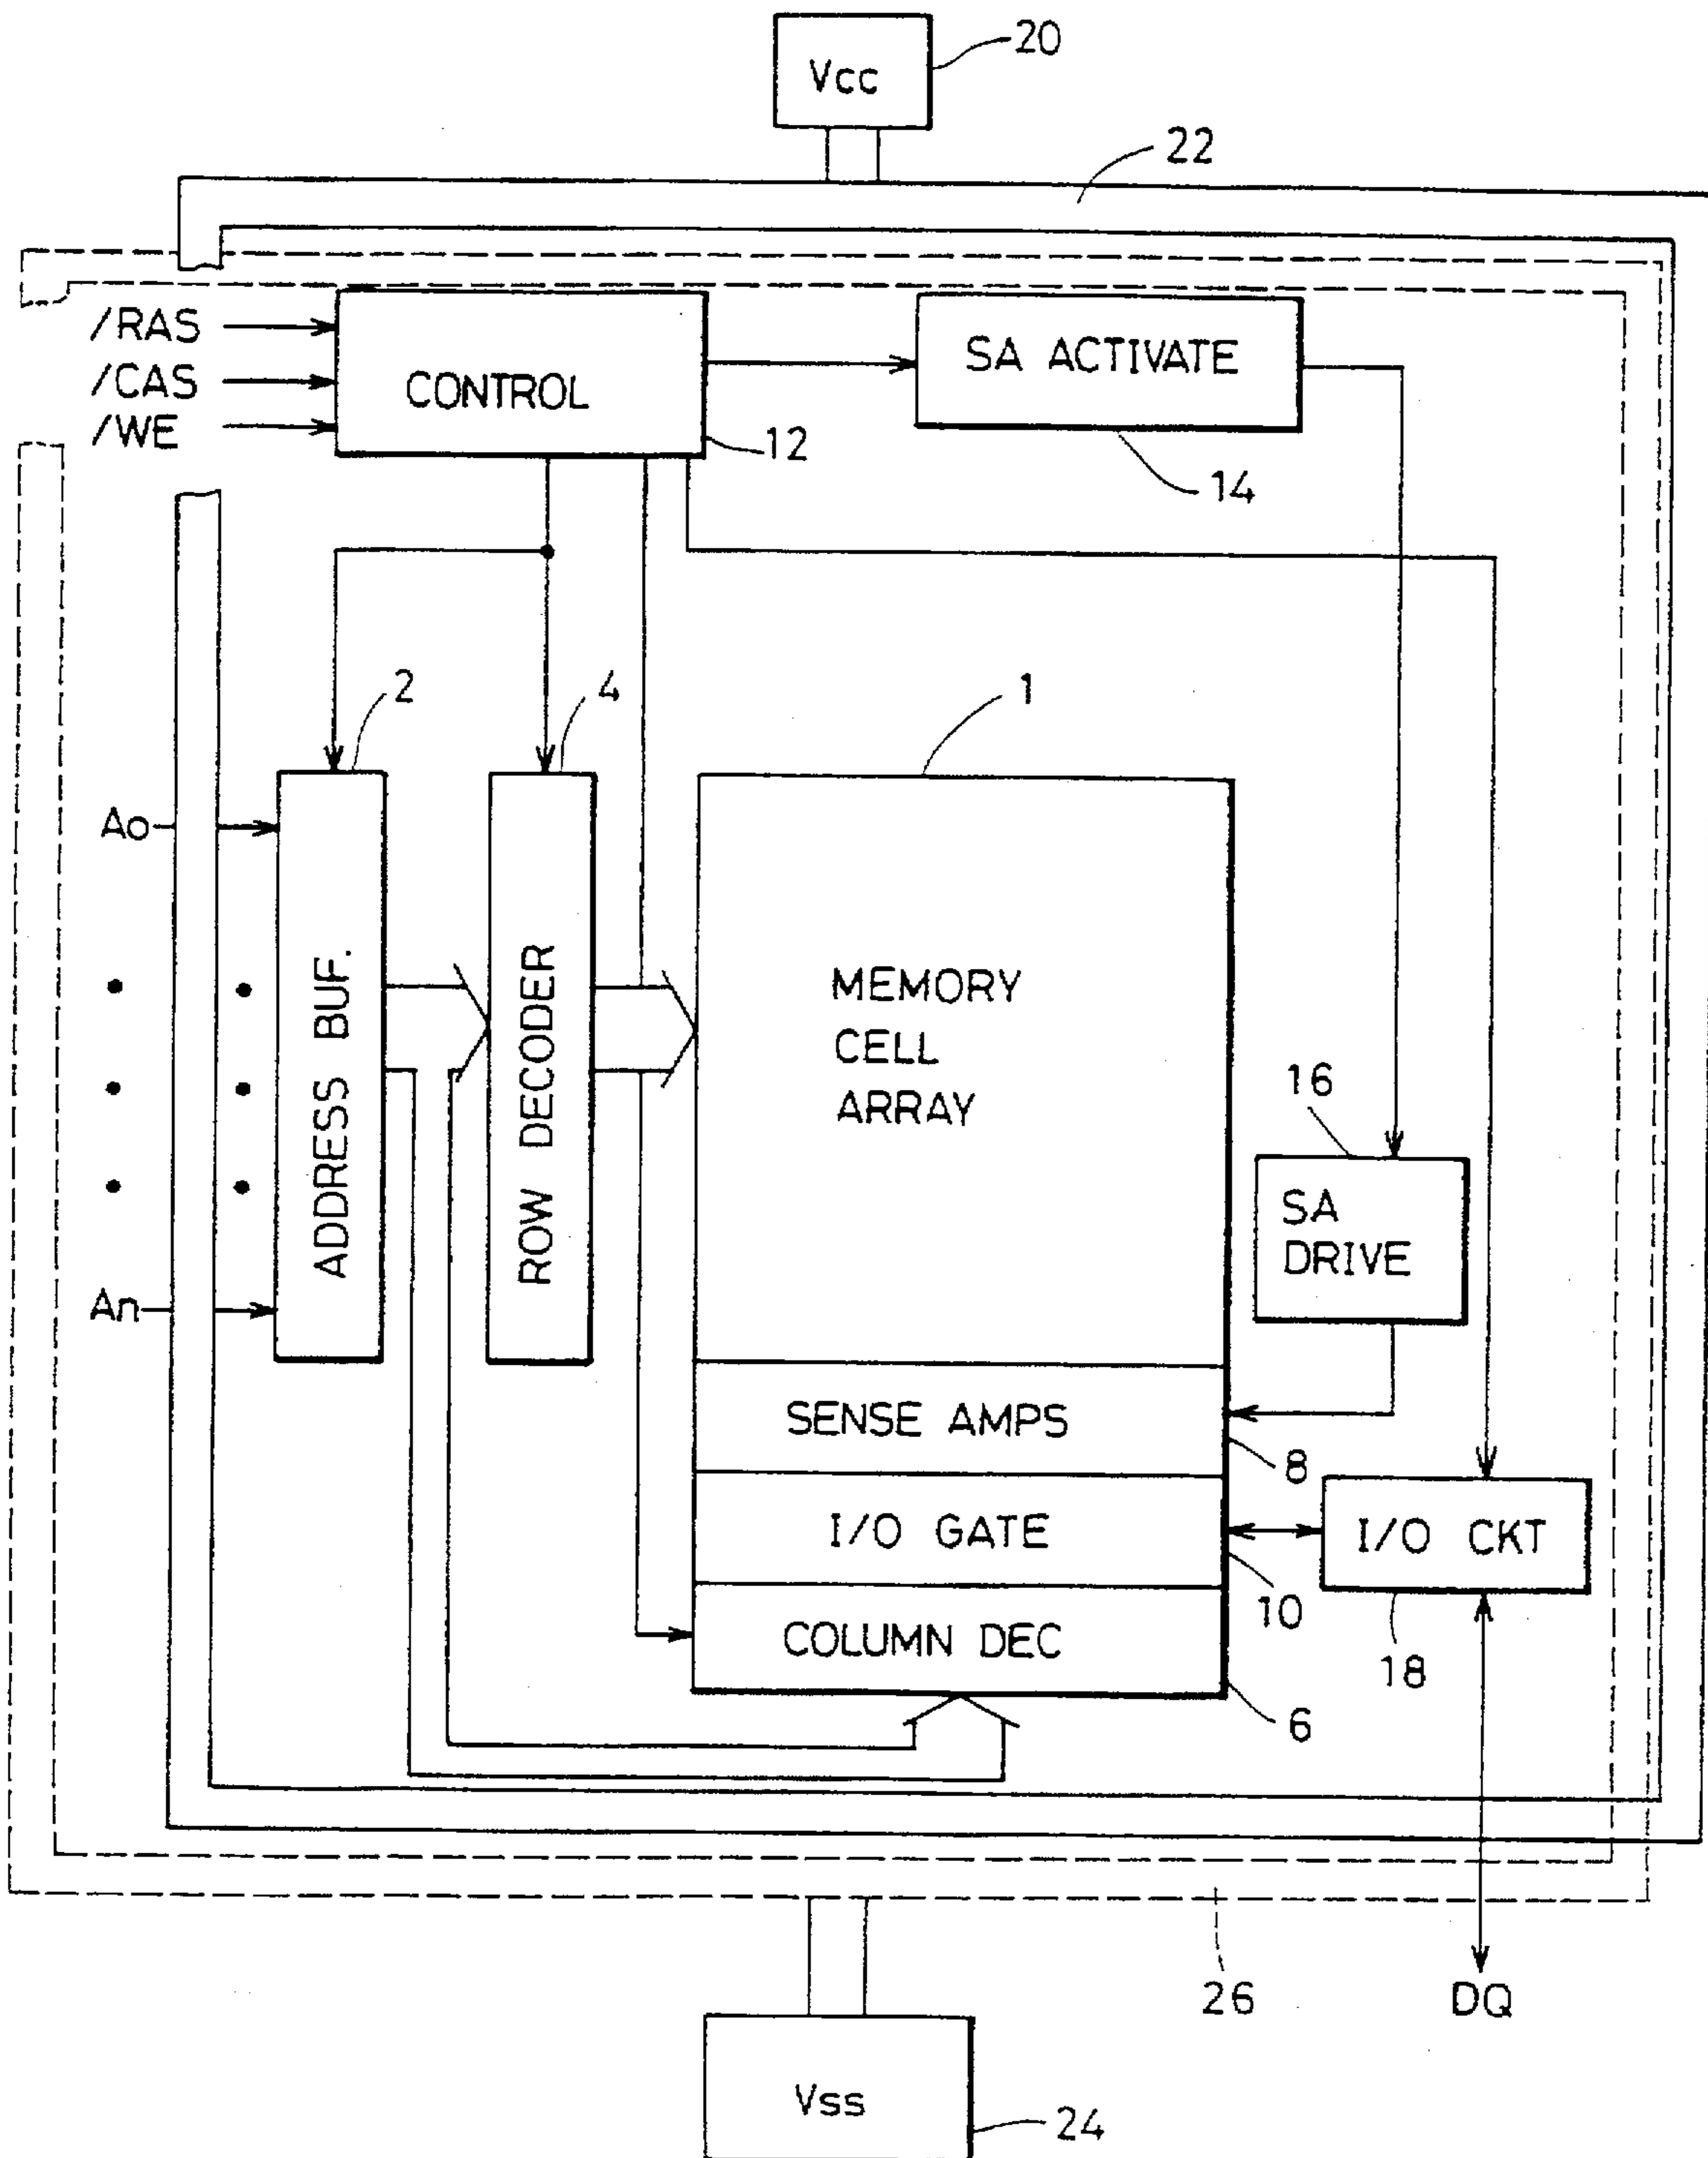 Vcc
20
22
/RAS
/CAS
/WE
CONTROL
12
SA ACTIVATE
14
2
4
1
Ao
An
ADDRESS BUF.
ROW DECODER
MEMORY
CELL
ARRAY
16
SA
DRIVE
SENSE AMPS
8
I/O GATE
10
I/O CKT
18
COLUMN DEC
6
26
DQ
Vss
24